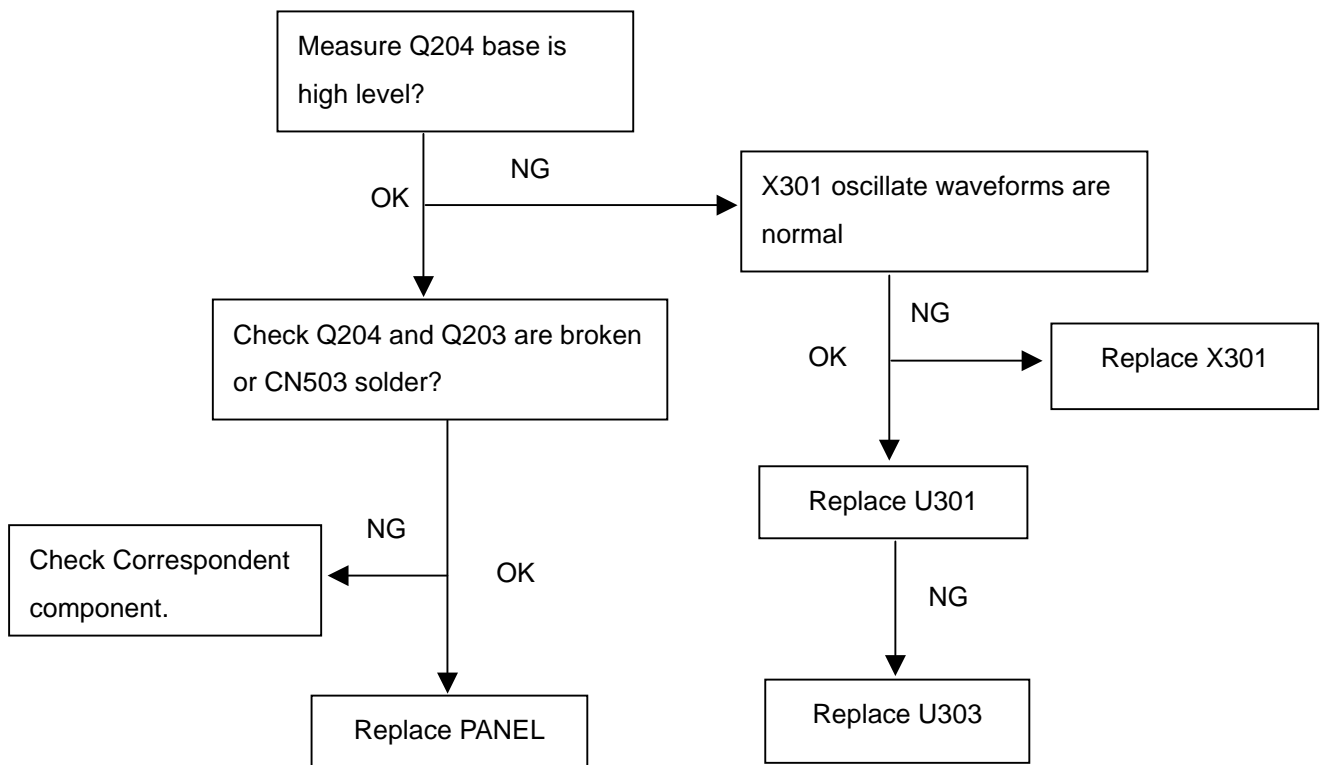 Measure Q204 base is
high level?
NG
OK
X301 oscillate waveforms are
normal
Check Q204 and Q203 are broken
or CN503 solder?
NG
OK
Replace X301
Replace U301
NG
Check Correspondent
component.
OK
NG
Replace PANEL
Replace U303